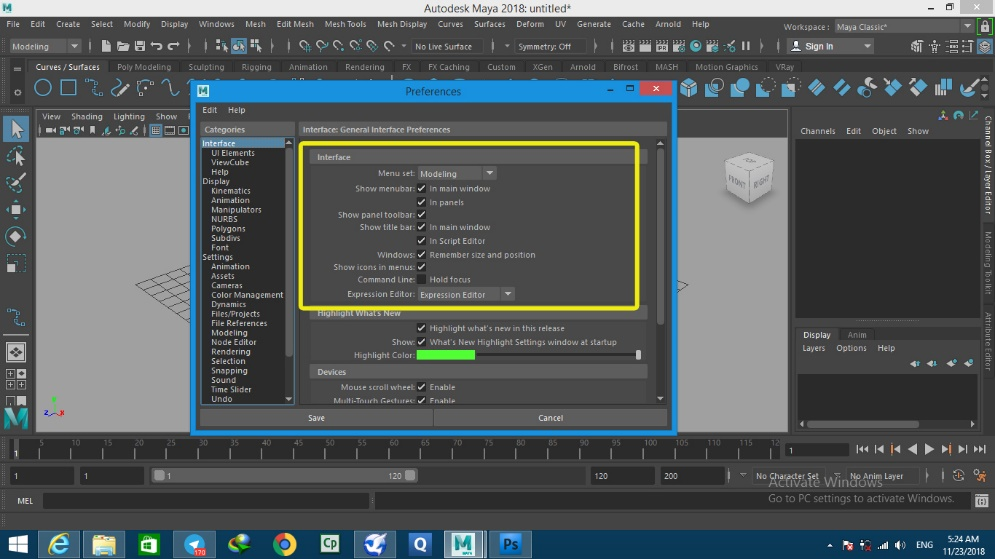 Autodesk Maya 2018: untitled*
File Edit Create Select Modify Display Windows Mesh Edit Mesh Mesh Tools Mesh Display Curves Surfaces Deform UV Generate Cache Arnold Help
Workspace : Maya Classic*
Modeling No Live Surface Symmetry: Off Sign In
Curves / Surfaces Poly Modeling Sculpting Rigging Animation Rendering FX FX Caching Custom XGen Arnold Bifrost MASH Motion Graphics VRay
Preferences
Edit Help
View Shading Lighting Show
Channels Edit Object Show
Channel Box / Layer Editor
Modeling Toolkit
Attribute Editor
FRONT RIGHT
Categories
Interface
UI Elements
ViewCube
Help
Display
Kinematics
Animation
Manipulators
NURBS
Polygons
Subdivs
Font
Settings
Animation
Assets
Cameras
Color Management
Dynamics
Files/Projects
File References
Modeling
Node Editor
Rendering
Selection
Snapping
Sound
Time Slider
Undo
Interface: General Interface Preferences
Interface
Menu set: Modeling
Show menubar: In main window
In panels
Show panel toolbar:
Show title bar: In main window
In Script Editor
Windows: Remember size and position
Show icons in menus:
Command Line: Hold focus
Expression Editor: Expression Editor
Highlight What's New
Highlight what's new in this release
Show: What's New Highlight Settings window at startup
Highlight Color:
Devices
Mouse scroll wheel: Enable
Multi-Touch Gestures: Enable
Save Cancel
Display Anim
Layers Options Help
1 5 10 15 20 25 30 35 40 45 50 55 60 65 70 75 80 85 90 95 100 105 110 115 12
1
1 1 1 120 120 200 No Character Set No Anim Layer
Activate Windows
Go to PC settings to activate Windows.
MEL
170
Cp
Q
M
Ps
ENG
5:24 AM
11/23/2018